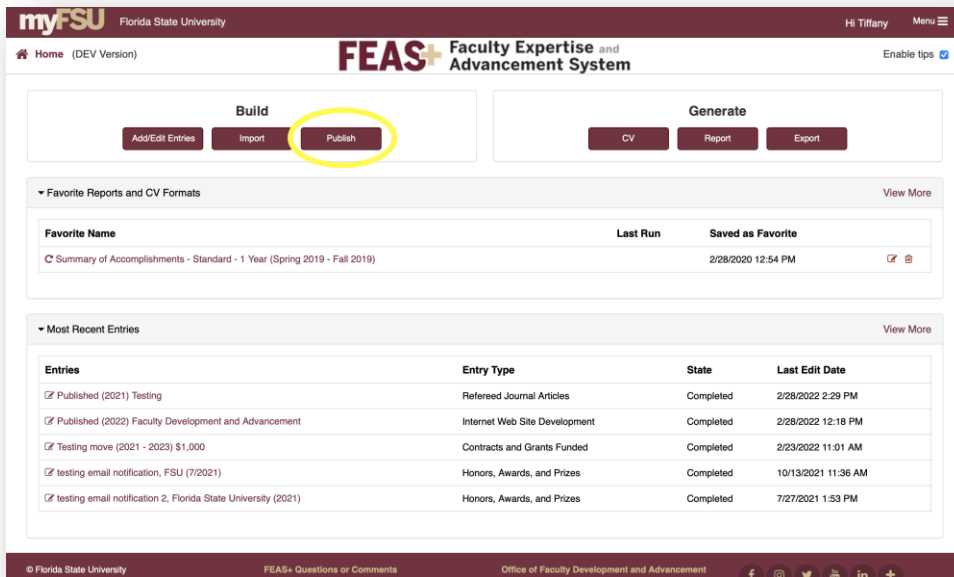 myFSU Florida State University Hi Tiffany Menu
Home (DEV Version) FEAS+ Faculty Expertise and Advancement System Enable tips
Build Generate
Add/Edit Entries Import Publish CV Report Export
Favorite Reports and CV Formats View More
Favorite Name Last Run Saved as Favorite
Summary of Accomplishments - Standard - 1 Year (Spring 2019 - Fall 2019) 2/28/2020 12:54 PM
Most Recent Entries View More
Entries Entry Type State Last Edit Date
Published (2021) Testing Refereed Journal Articles Completed 2/28/2022 2:29 PM
Published (2022) Faculty Development and Advancement Internet Web Site Development Completed 2/28/2022 12:18 PM
Testing move (2021 - 2023) $1,000 Contracts and Grants Funded Completed 2/23/2022 11:01 AM
testing email notification, FSU (7/2021) Honors, Awards, and Prizes Completed 10/13/2021 11:36 AM
testing email notification 2, Florida State University (2021) Honors, Awards, and Prizes Completed 7/27/2021 1:53 PM
© Florida State University FEAS+ Questions or Comments Office of Faculty Development and Advancement